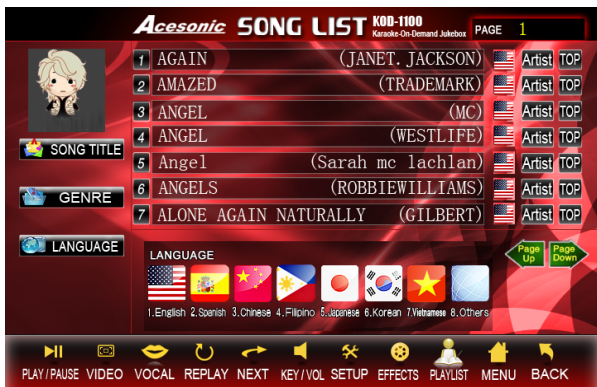 Acesonic SONG LIST KOD-1100 Karaoke-On-Demand Jukebox PAGE 1
1 AGAIN (JANET.JACKSON) Artist TOP
2 AMAZED (TRADEMARK) Artist TOP
3 ANGEL (MC) Artist TOP
4 ANGEL (WESTLIFE) Artist TOP
5 Angel (Sarah mc lachlan) Artist TOP
6 ANGELS (ROBBIEWILLIAMS) Artist TOP
7 ALONE AGAIN NATURALLY (GILBERT) Artist TOP
SONG TITLE
GENRE
LANGUAGE
LANGUAGE
1.English 2.Spanish 3.Chinese 4.Filipino 5.Japanese 6.Korean 7.Vietnamese 8.Others
Page Up Page Down
PLAY/PAUSE VIDEO VOCAL REPLAY NEXT KEY/VOL SETUP EFFECTS PLAYLIST MENU BACK